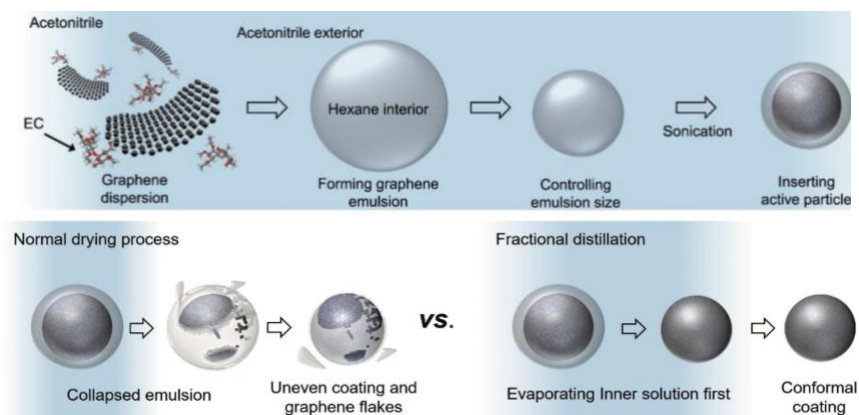 Acetonitrile
Acetonitrile exterior
EC
Hexane interior
Sonication
Graphene
dispersion
Forming graphene
emulsion
Controlling
emulsion size
Inserting
active particle
Normal drying process
Fractional distillation
vs.
Collapsed emulsion
Uneven coating and
graphene flakes
Evaporating Inner solution first
Conformal
coating